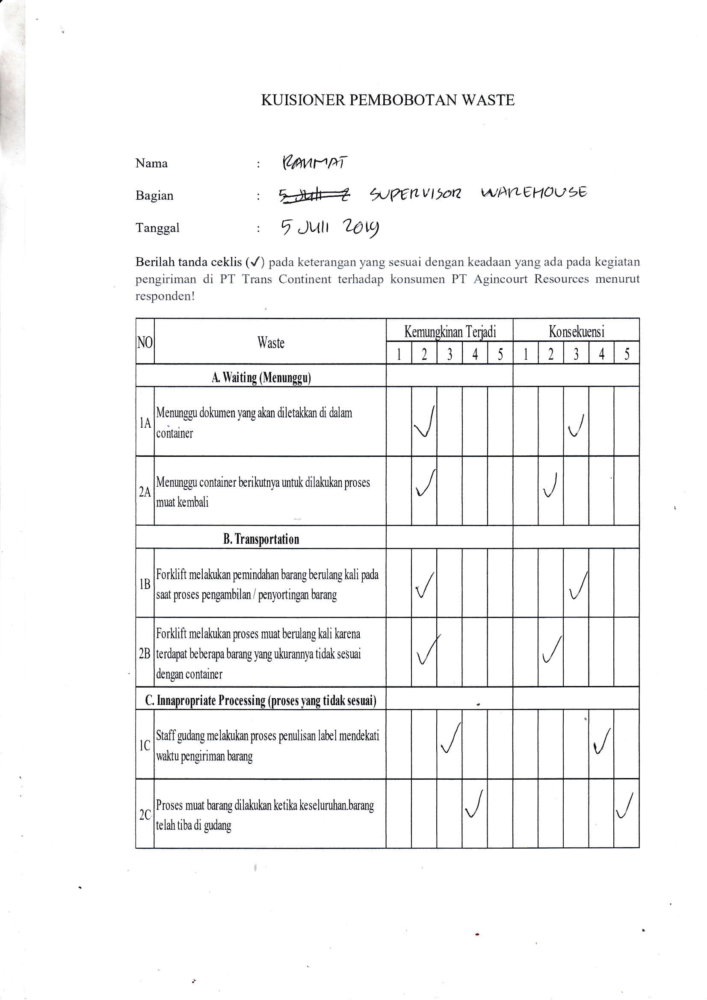 KUISIONER PEMBOBOTAN WASTE
Nama : RAHMAT
Bagian : 5 Juli 2 SUPERVISOR WAREHOUSE
Tanggal : 5 JULI 2019
Berilah tanda ceklis (✓) pada keterangan yang sesuai dengan keadaan yang ada pada kegiatan
pengiriman di PT Trans Continent terhadap konsumen PT Agincourt Resources menurut
responden!
NO Waste Kemungkinan Terjadi Konsekuensi
1 2 3 4 5 1 2 3 4 5
A. Waiting (Menunggu)
1A Menunggu dokumen yang akan diletakkan di dalam ✓ ✓
container
2A Menunggu container berikutnya untuk dilakukan proses ✓ ✓
muat kembali
B. Transportation
1B Forklift melakukan pemindahan barang berulang kali pada ✓ ✓
saat proses pengambilan / penyortingan barang
Forklift melakukan proses muat berulang kali karena
2B terdapat beberapa barang yang ukurannya tidak sesuai ✓ ✓
dengan container
C. Innapropriate Processing (proses yang tidak sesuai)
1C Staff gudang melakukan proses penulisan label mendekati ✓ ✓
waktu pengiriman barang
2C Proses muat barang dilakukan ketika keseluruhan barang ✓ ✓
telah tiba di gudang